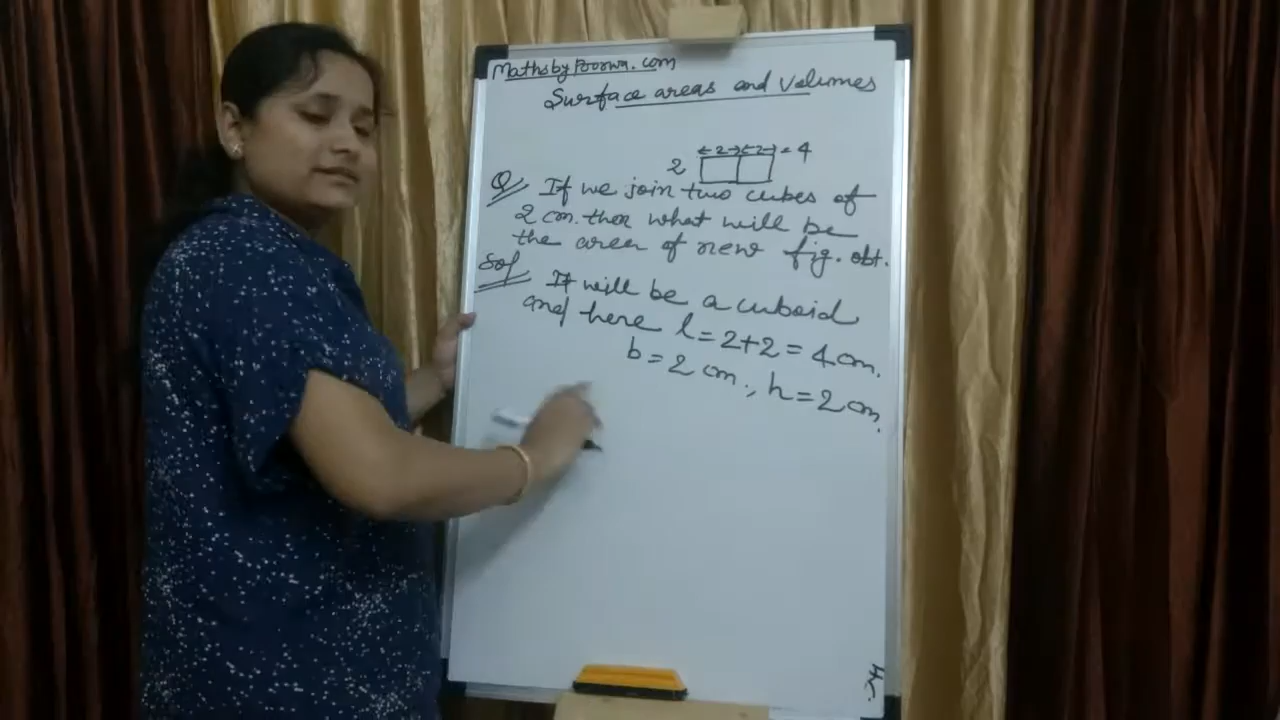 MathsbyPoorwa.com
Surface areas and Volumes
2 2 = 4
2
Q If we join two cubes of
2 cm. then what will be
the area of new fig. obt.
Sol It will be a cuboid
and here l = 2+2 = 4 cm.
b = 2 cm., h = 2 cm.